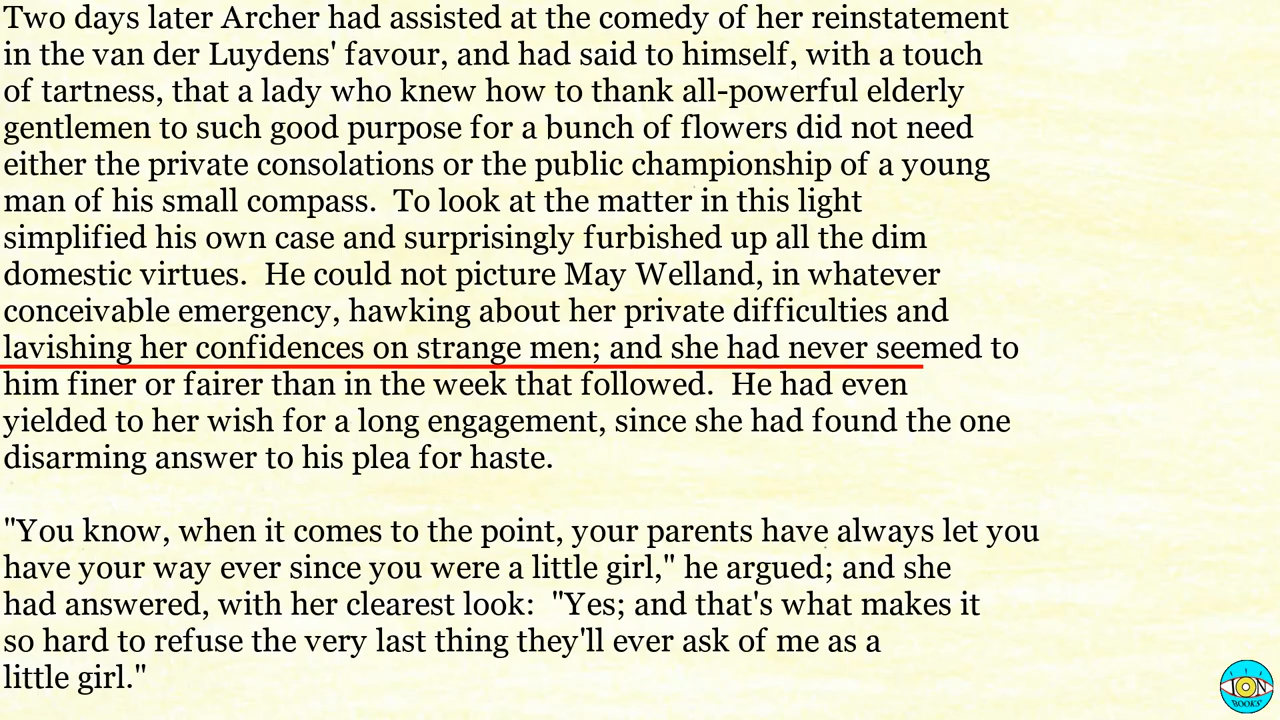 Two days later Archer had assisted at the comedy of her reinstatement
in the van der Luydens' favour, and had said to himself, with a touch
of tartness, that a lady who knew how to thank all-powerful elderly
gentlemen to such good purpose for a bunch of flowers did not need
either the private consolations or the public championship of a young
man of his small compass.  To look at the matter in this light
simplified his own case and surprisingly furbished up all the dim
domestic virtues.  He could not picture May Welland, in whatever
conceivable emergency, hawking about her private difficulties and
lavishing her confidences on strange men; and she had never seemed to
him finer or fairer than in the week that followed.  He had even
yielded to her wish for a long engagement, since she had found the one
disarming answer to his plea for haste.
"You know, when it comes to the point, your parents have always let you
have your way ever since you were a little girl," he argued; and she
had answered, with her clearest look:  "Yes; and that's what makes it
so hard to refuse the very last thing they'll ever ask of me as a
little girl."
ION
BOOKS